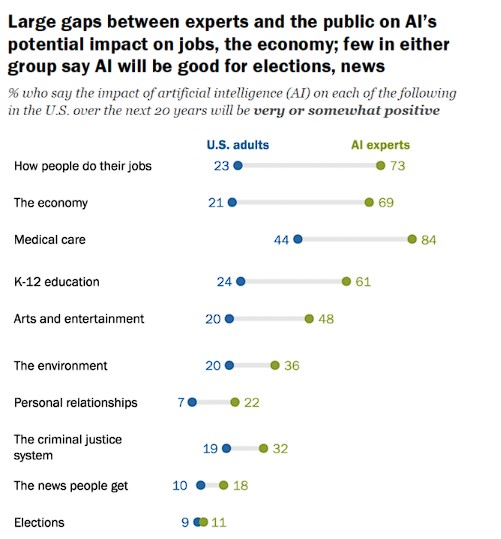 Large gaps between experts and the public on AI's
potential impact on jobs, the economy; few in either
group say AI will be good for elections, news
% who say the impact of artificial intelligence (AI) on each of the following
in the U.S. over the next 20 years will be very or somewhat positive
U.S. adults AI experts
How people do their jobs 23 73
The economy 21 69
Medical care 44 84
K-12 education 24 61
Arts and entertainment 20 48
The environment 20 36
Personal relationships 7 22
The criminal justice
system 19 32
The news people get 10 18
Elections 9 11